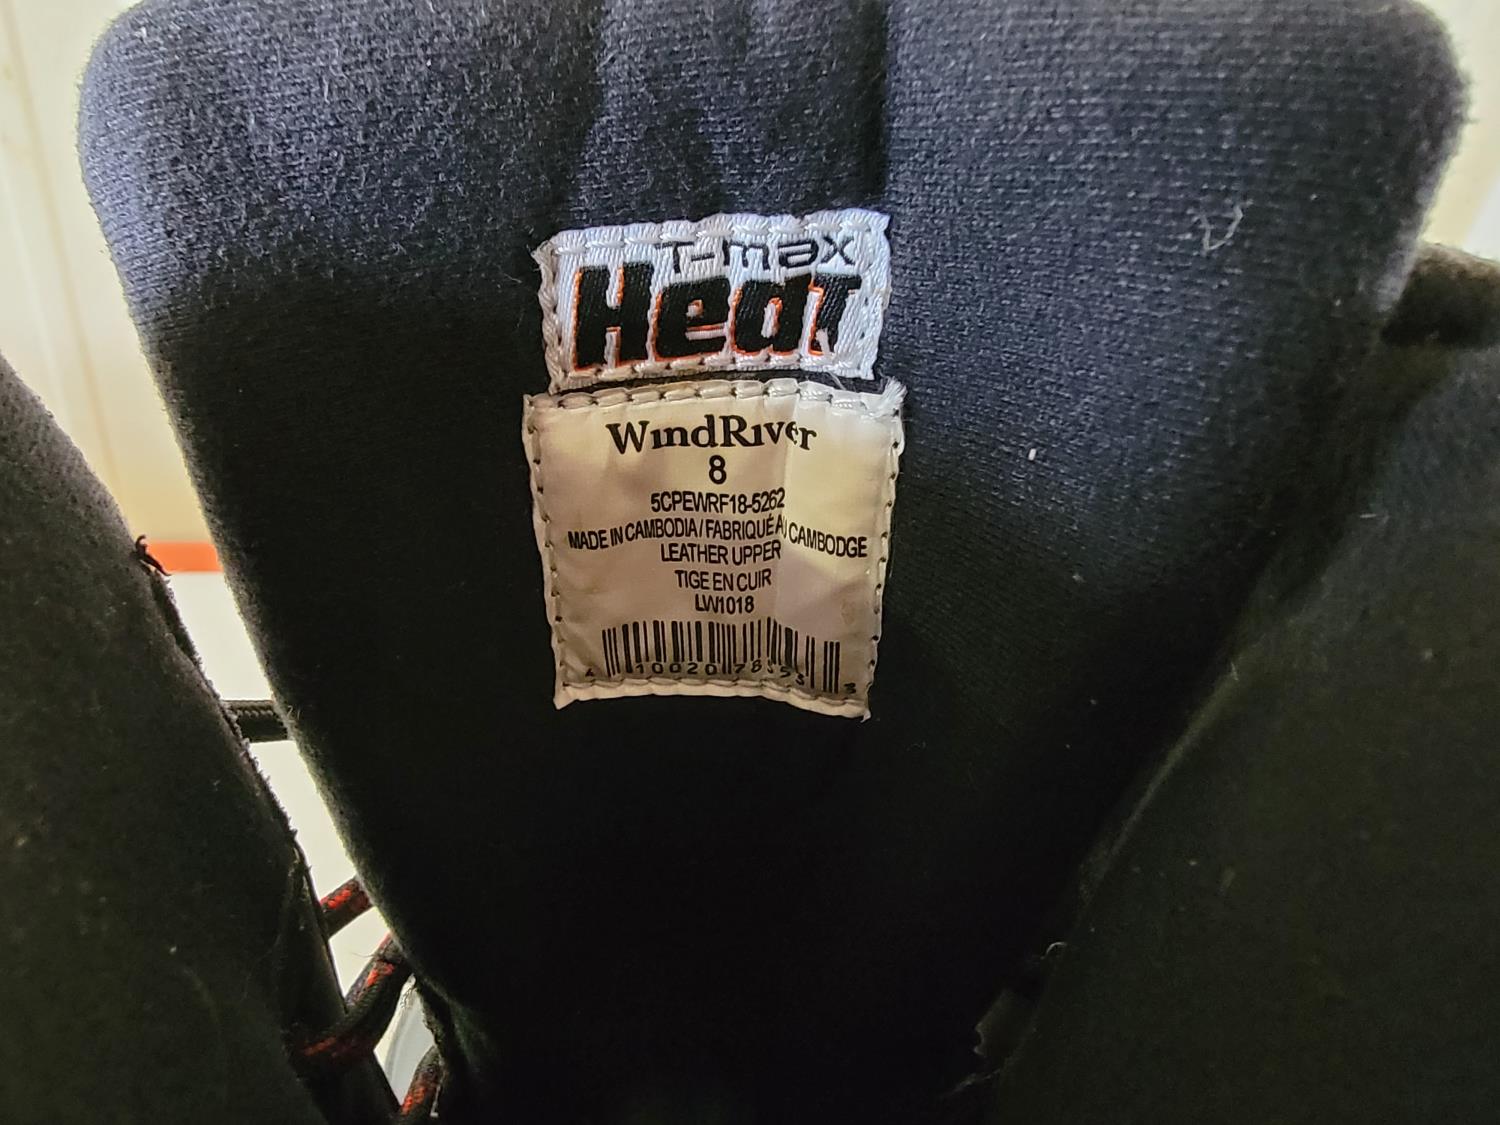 T-max
Heat
WindRiver
8
5CPEWRF18-5262
MADE IN CAMBODIA / FABRIQUÉ AU CAMBODGE
LEATHER UPPER
TIGE EN CUIR
LW1018